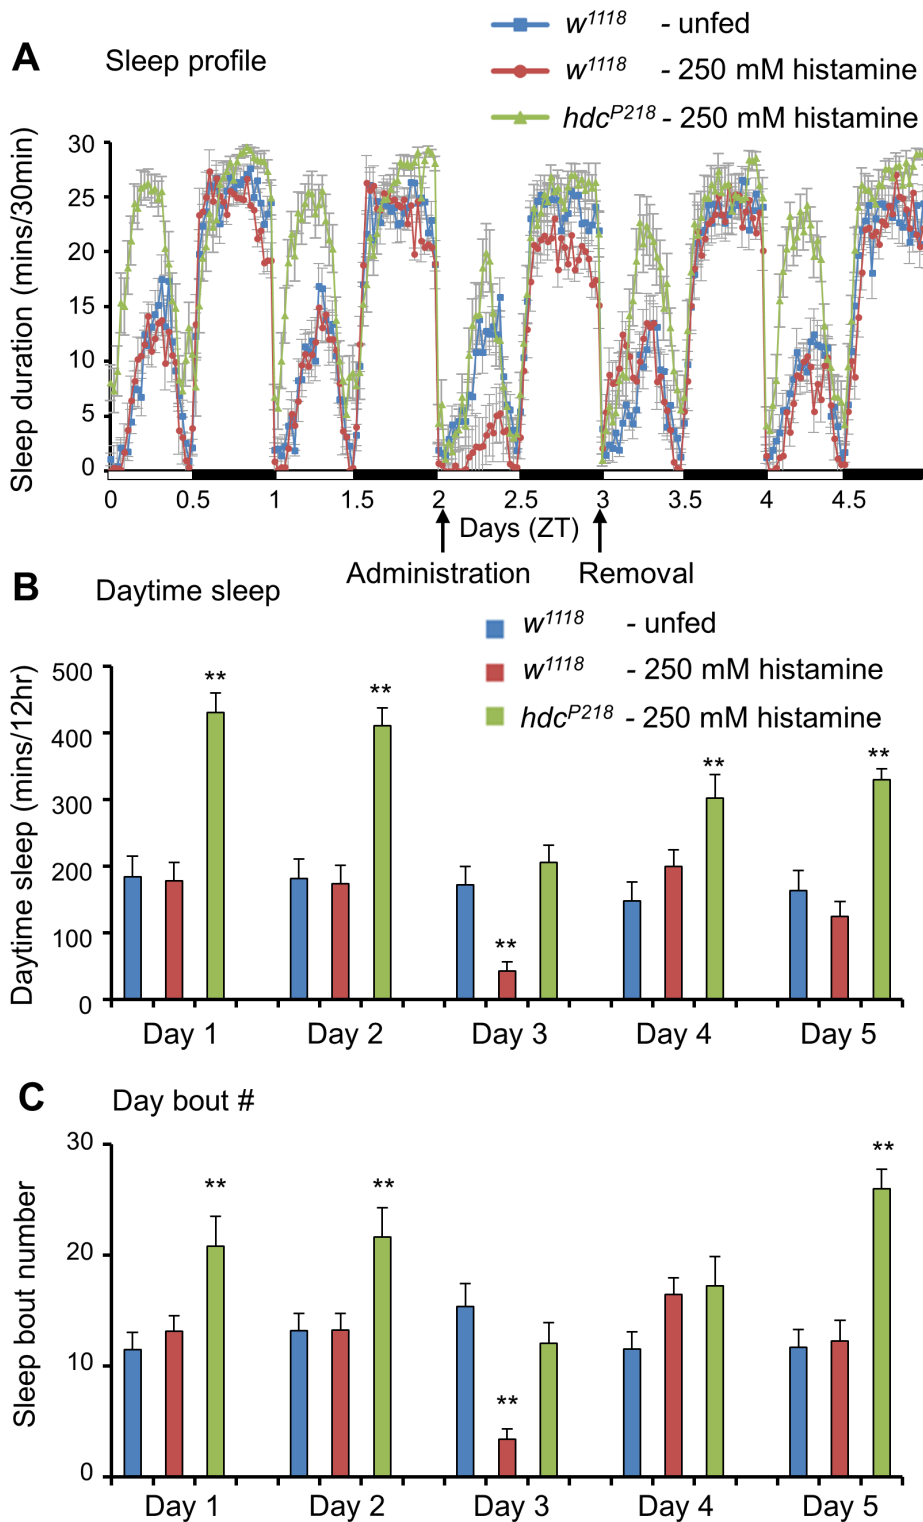 w1118 - unfed
A Sleep profile
w1118 - 250 mM histamine
hdcP218 - 250 mM histamine
Sleep duration (mins/30min)
30
25
20
15
10
5
0
0 0.5 1 1.5 2 2.5 3 3.5 4 4.5
Days (ZT)
Administration Removal
B Daytime sleep
w1118 - unfed
w1118 - 250 mM histamine
hdcP218 - 250 mM histamine
Daytime sleep (mins/12hr)
500
400
300
200
100
0
** ** ** ** **
Day 1 Day 2 Day 3 Day 4 Day 5
C Day bout #
Sleep bout number
30
20
10
0
** ** ** **
Day 1 Day 2 Day 3 Day 4 Day 5